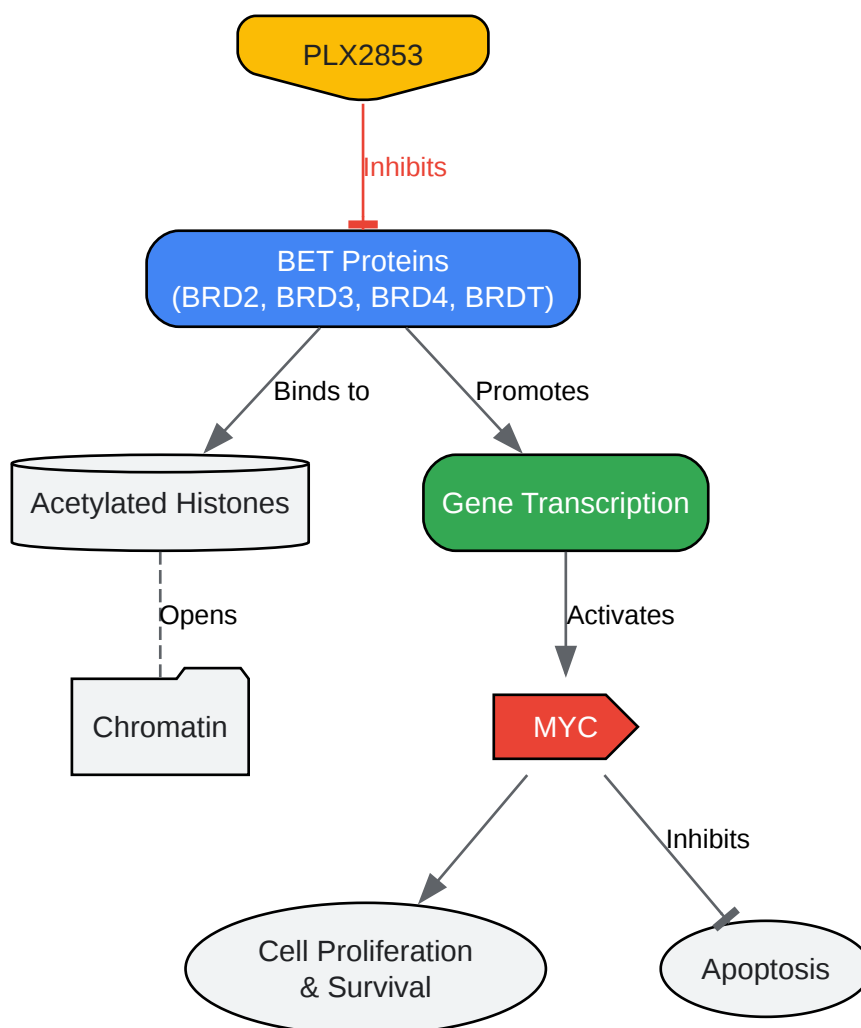 PLX2853
Inhibits
BET Proteins
(BRD2, BRD3, BRD4, BRDT)
Binds to
Promotes
Acetylated Histones
Gene Transcription
Opens
Activates
Chromatin
MYC
Inhibits
Cell Proliferation
& Survival
Apoptosis